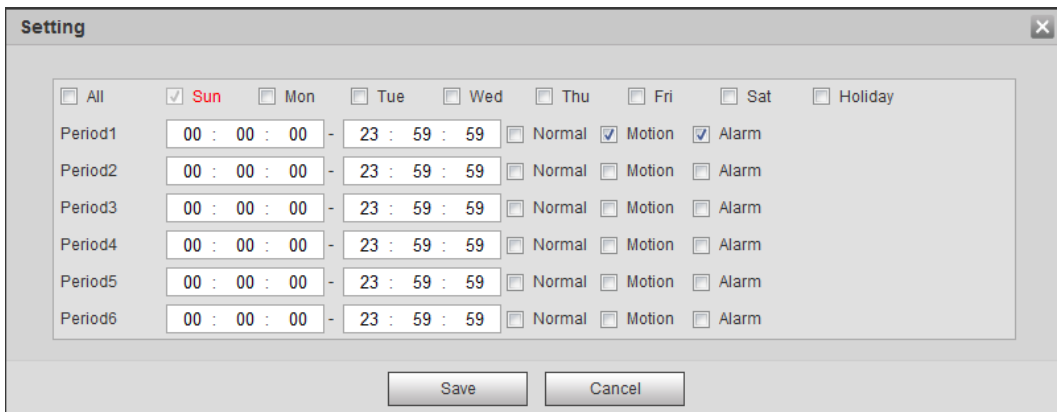 Setting
All Sun Mon Tue Wed Thu Fri Sat Holiday
Period1 00 : 00 : 00 - 23 : 59 : 59 Normal Motion Alarm
Period2 00 : 00 : 00 - 23 : 59 : 59 Normal Motion Alarm
Period3 00 : 00 : 00 - 23 : 59 : 59 Normal Motion Alarm
Period4 00 : 00 : 00 - 23 : 59 : 59 Normal Motion Alarm
Period5 00 : 00 : 00 - 23 : 59 : 59 Normal Motion Alarm
Period6 00 : 00 : 00 - 23 : 59 : 59 Normal Motion Alarm
Save Cancel